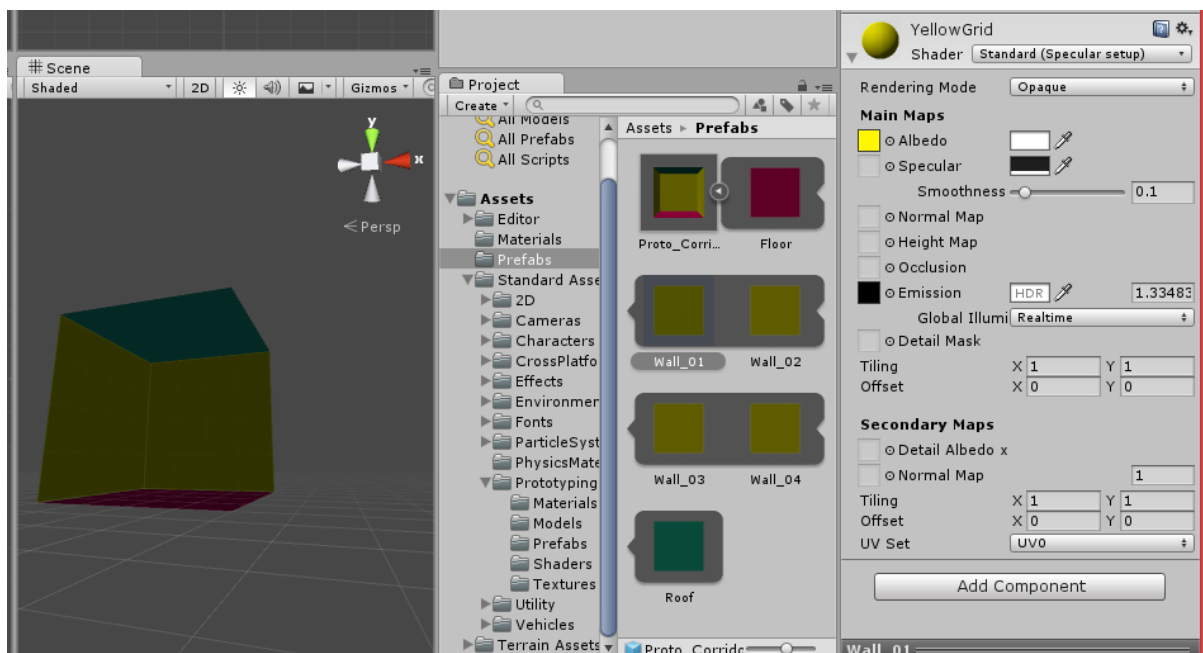 Scene
Shaded
2D
Gizmos
y
x
Persp
Project
Create
All Models
All Prefabs
All Scripts
Assets
Editor
Materials
Prefabs
Standard Asse
2D
Cameras
Characters
CrossPlatfo
Effects
Environmen
Fonts
ParticleSyst
PhysicsMate
Prototyping
Materials
Models
Prefabs
Shaders
Textures
Utility
Vehicles
Terrain Assets
Assets ▸ Prefabs
Proto_Corri... Floor
Wall_01 Wall_02
Wall_03 Wall_04
Roof
Proto_Corrido
YellowGrid
Shader Standard (Specular setup)
Rendering Mode Opaque
Main Maps
Albedo
Specular
Smoothness 0.1
Normal Map
Height Map
Occlusion
Emission HDR 1.33483
Global Illumi Realtime
Detail Mask
Tiling X 1 Y 1
Offset X 0 Y 0
Secondary Maps
Detail Albedo x
Normal Map 1
Tiling X 1 Y 1
Offset X 0 Y 0
UV Set UV0
Add Component
Wall_01